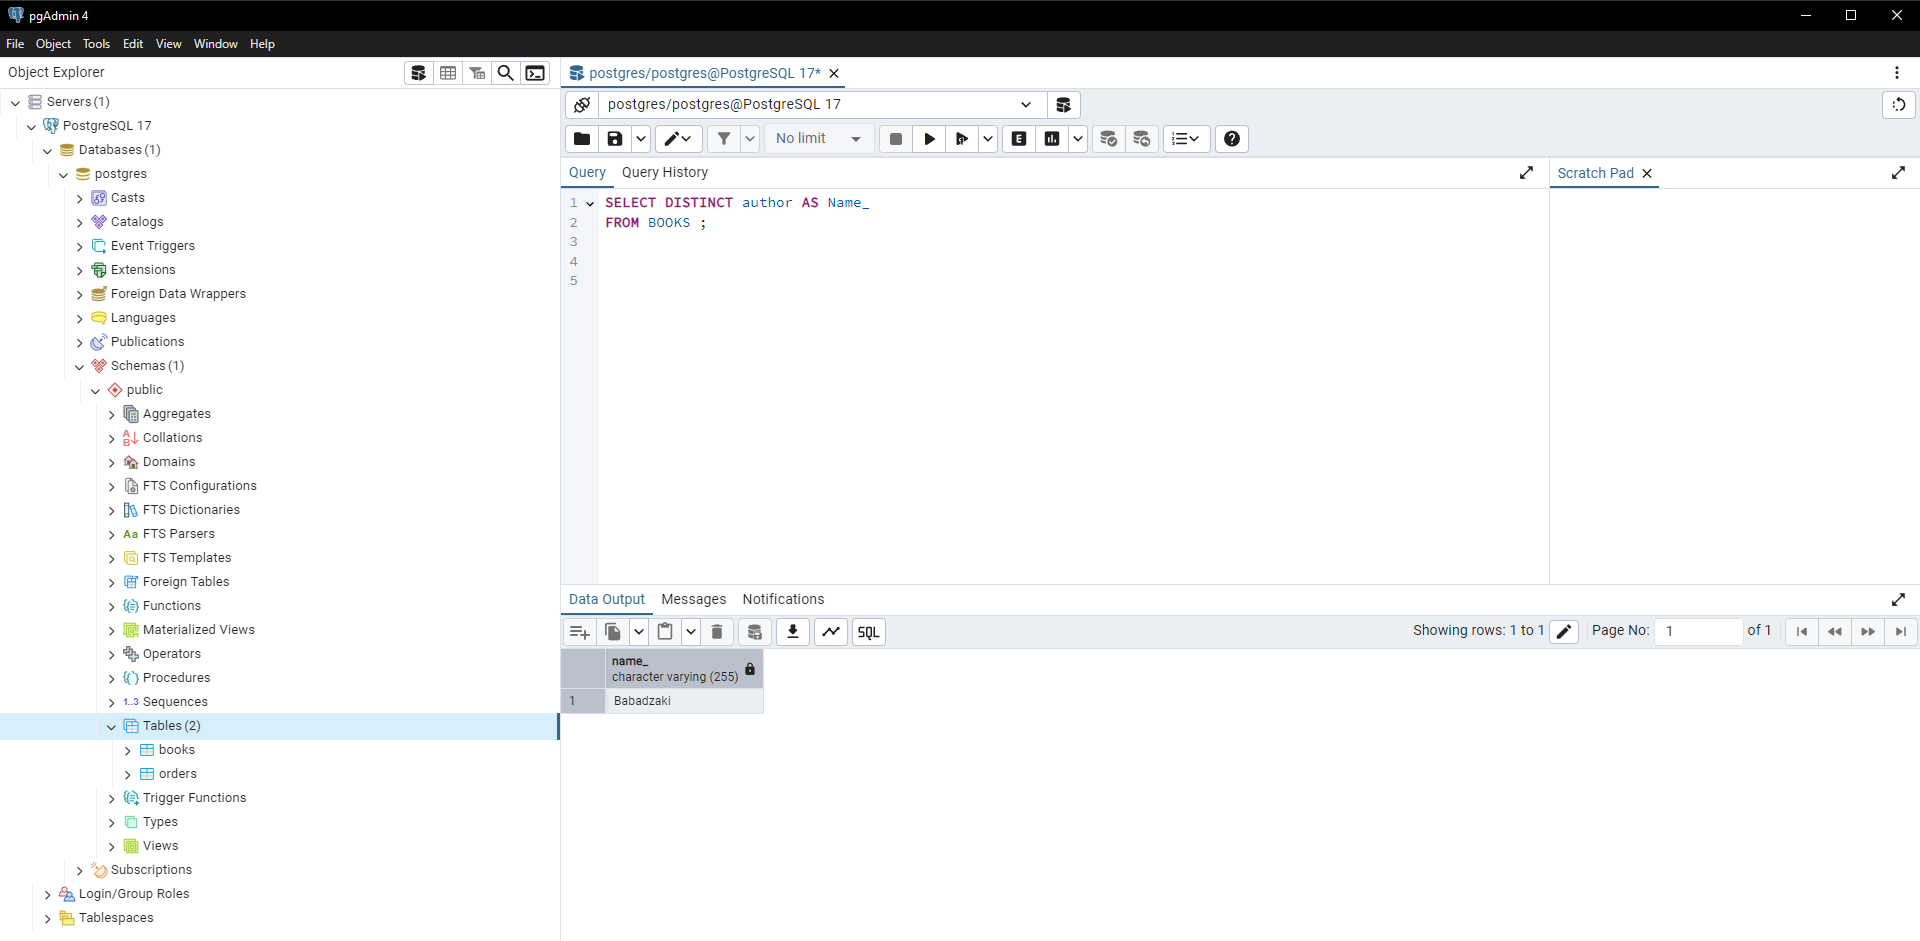 pgAdmin 4
File Object Tools Edit View Window Help
Object Explorer
Servers (1)
PostgreSQL 17
Databases (1)
postgres
Casts
Catalogs
Event Triggers
Extensions
Foreign Data Wrappers
Languages
Publications
Schemas (1)
public
Aggregates
Collations
Domains
FTS Configurations
FTS Dictionaries
Aa FTS Parsers
FTS Templates
Foreign Tables
Functions
Materialized Views
Operators
Procedures
1..3 Sequences
Tables (2)
books
orders
Trigger Functions
Types
Views
Subscriptions
Login/Group Roles
Tablespaces
postgres/postgres@PostgreSQL 17*
postgres/postgres@PostgreSQL 17
No limit E
Query Query History
Scratch Pad
1 SELECT DISTINCT author AS Name_
2 FROM BOOKS ;
3
4
5
Data Output Messages Notifications
SQL Showing rows: 1 to 1 Page No: 1 of 1
name_
character varying (255)
1 Babadzaki